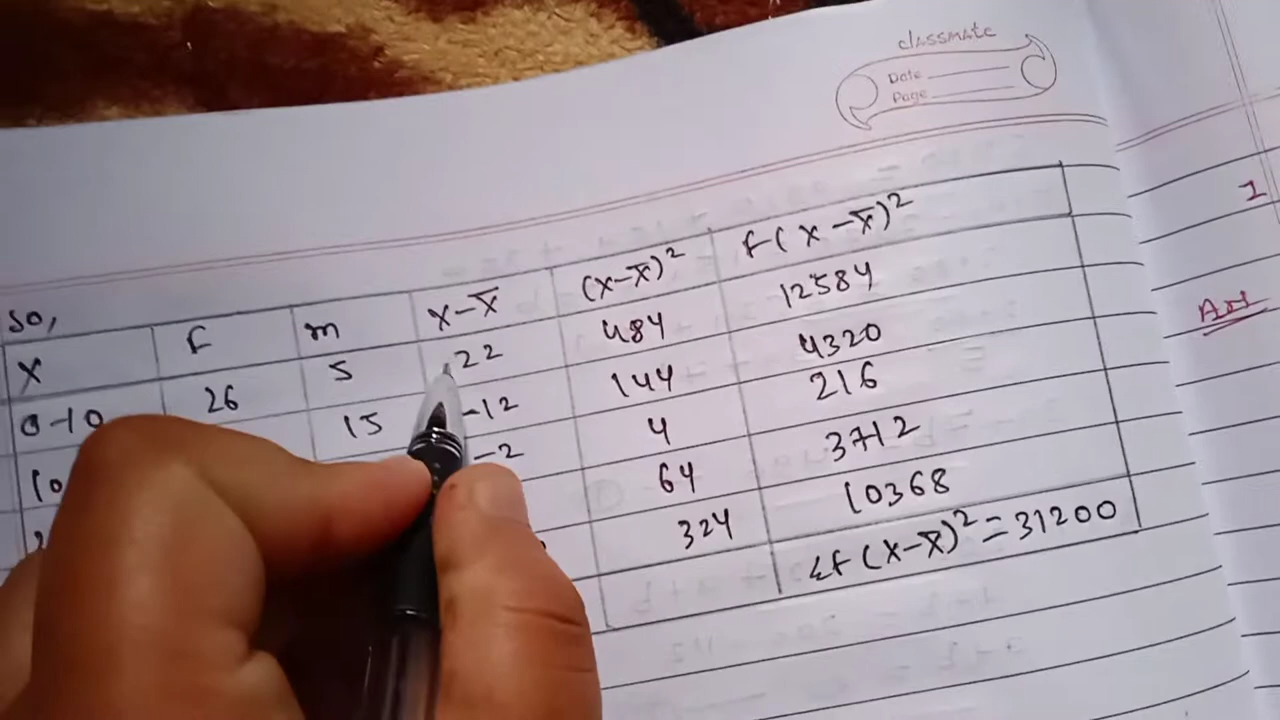 classmate
Date
Page
So,
X F m X-X̅ (X-X̅)² F(X-X̅)²
0-10 26 5 22 484 12584
10 15 -12 144 4320
-2 4 216
64 3712
324 10368
Σf(X-X̅)²=31200
1
Ans